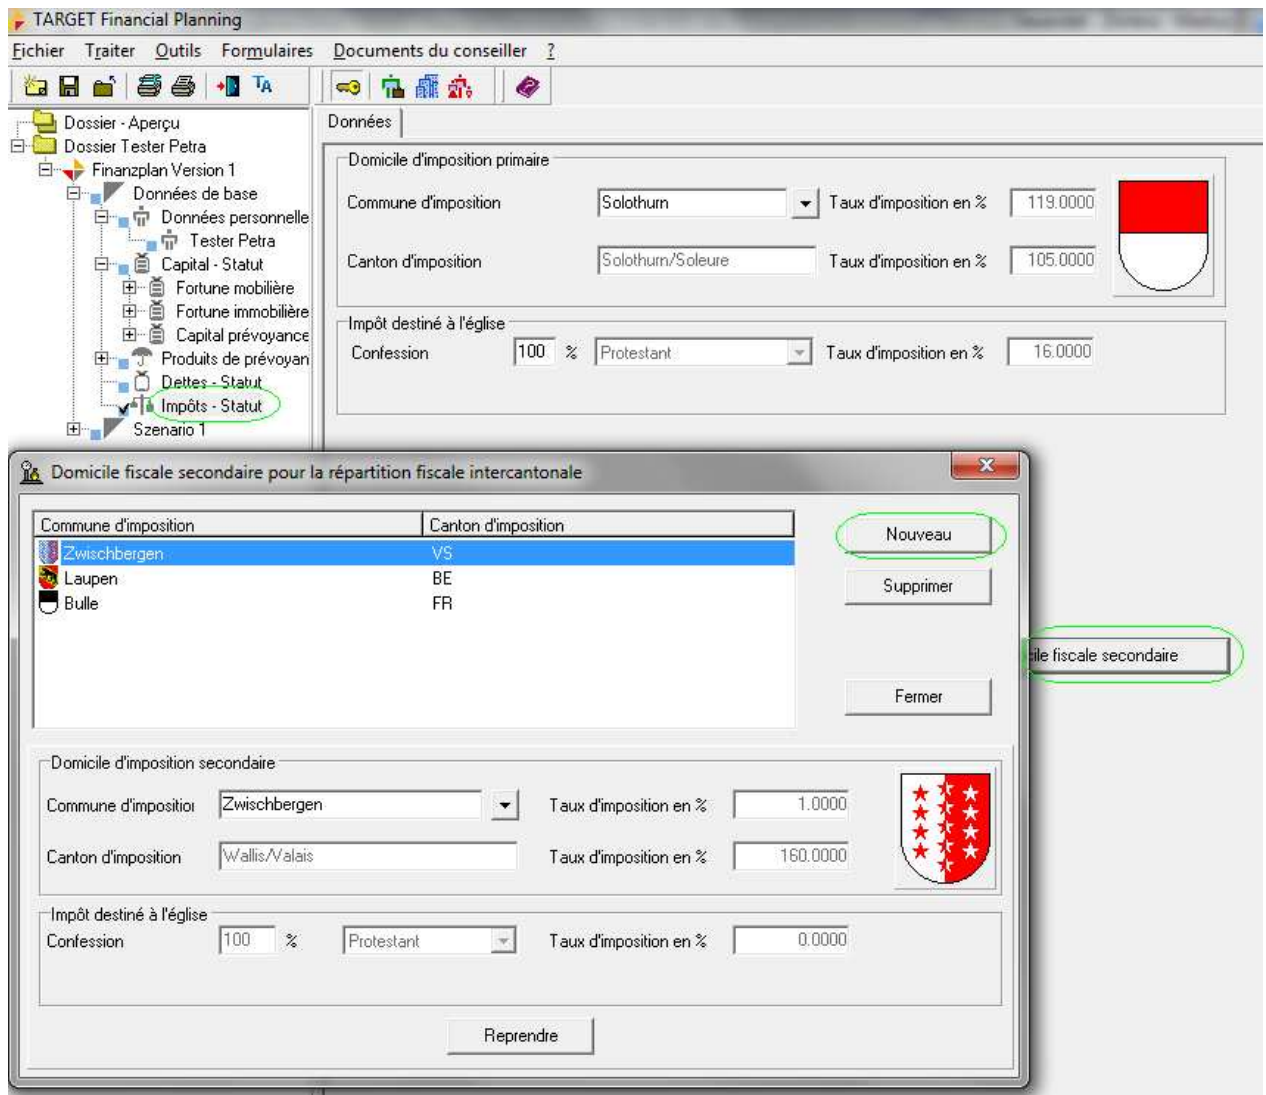 TARGET Financial Planning
Fichier Traiter Outils Formulaires Documents du conseiller ?
TA
Dossier - Aperçu
Dossier Tester Petra
Finanzplan Version 1
Données de base
Données personnelle
Tester Petra
Capital - Statut
Fortune mobilière
Fortune immobilière
Capital prévoyance
Produits de prévoyan
Dettes - Statut
Impôts - Statut
Szenario 1
Données
Domicile d'imposition primaire
Commune d'imposition Solothurn Taux d'imposition en % 119.0000
Canton d'imposition Solothurn/Soleure Taux d'imposition en % 105.0000
Impôt destiné à l'église
Confession 100 % Protestant Taux d'imposition en % 16.0000
Domicile fiscale secondaire pour la répartition fiscale intercantonale
Commune d'imposition Canton d'imposition
Zwischbergen VS
Laupen BE
Bulle FR
Nouveau
Supprimer
Fermer
cile fiscale secondaire
Domicile d'imposition secondaire
Commune d'imposition Zwischbergen Taux d'imposition en % 1.0000
Canton d'imposition Wallis/Valais Taux d'imposition en % 160.0000
Impôt destiné à l'église
Confession 100 % Protestant Taux d'imposition en % 0.0000
Reprendre